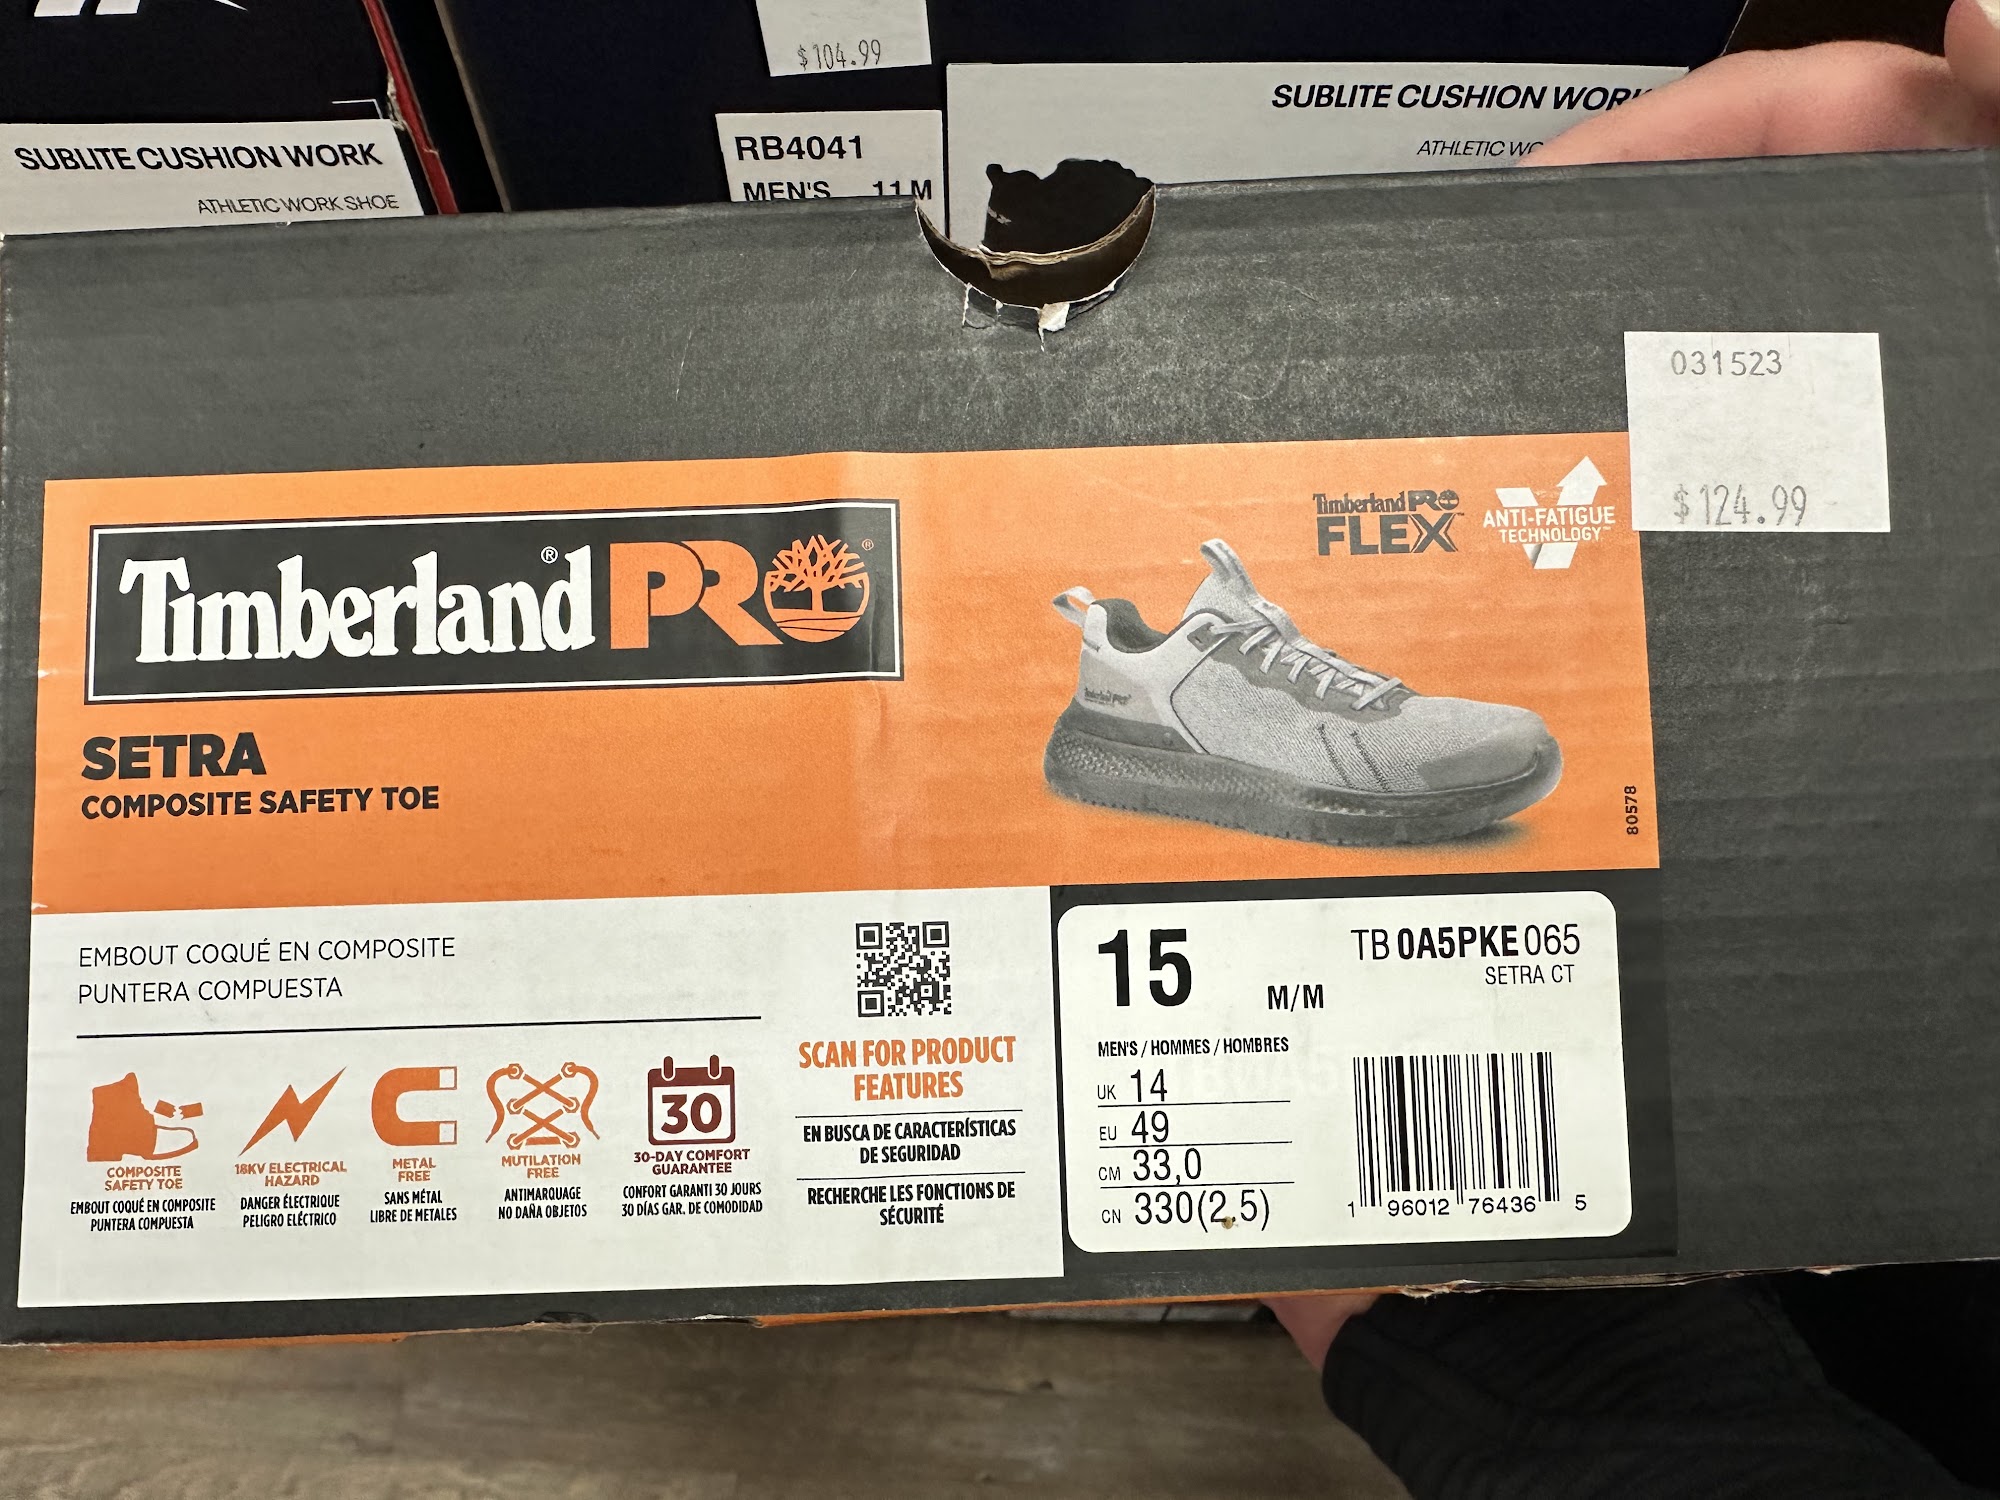 $104.99
SUBLITE CUSHION WORK
ATHLETIC WORK SHOE
RB4041
MEN'S 11 M
SUBLITE CUSHION WORK
ATHLETIC
031523
$124.99
Timberland® PRO®
Timberland PRO
FLEX™
ANTI-FATIGUE
TECHNOLOGY™
SETRA
COMPOSITE SAFETY TOE
80578
EMBOUT COQUÉ EN COMPOSITE
PUNTERA COMPUESTA
COMPOSITE
SAFETY TOE
EMBOUT COQUÉ EN COMPOSITE
PUNTERA COMPUESTA
18KV ELECTRICAL
HAZARD
DANGER ÉLECTRIQUE
PELIGRO ELÉCTRICO
METAL
FREE
SANS MÉTAL
LIBRE DE METALES
MUTILATION
FREE
ANTIMARQUAGE
NO DAÑA OBJETOS
30
30-DAY COMFORT
GUARANTEE
CONFORT GARANTI 30 JOURS
30 DÍAS GAR. DE COMODIDAD
SCAN FOR PRODUCT
FEATURES
EN BUSCA DE CARACTERÍSTICAS
DE SEGURIDAD
RECHERCHE LES FONCTIONS DE
SÉCURITÉ
15 M/M
TB 0A5PKE 065
SETRA CT
MEN'S / HOMMES / HOMBRES
UK 14
EU 49
CM 33,0
CN 330(2,5)
1 96012 76436 5